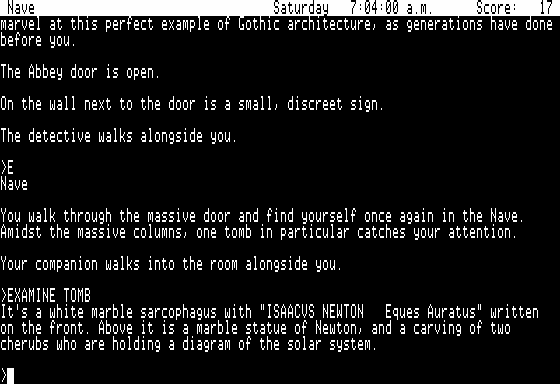 Nave Saturday 7:04:00 a.m. Score: 17
marvel at this perfect example of Gothic architecture, as generations have done
before you.
The Abbey door is open.
On the wall next to the door is a small, discreet sign.
The detective walks alongside you.
>E
Nave
You walk through the massive door and find yourself once again in the Nave.
Amidst the massive columns, one tomb in particular catches your attention.
Your companion walks into the room alongside you.
>EXAMINE TOMB
It's a white marble sarcophagus with "ISAACVS NEWTON Eques Auratus" written
on the front. Above it is a marble statue of Newton, and a carving of two
cherubs who are holding a diagram of the solar system.
>